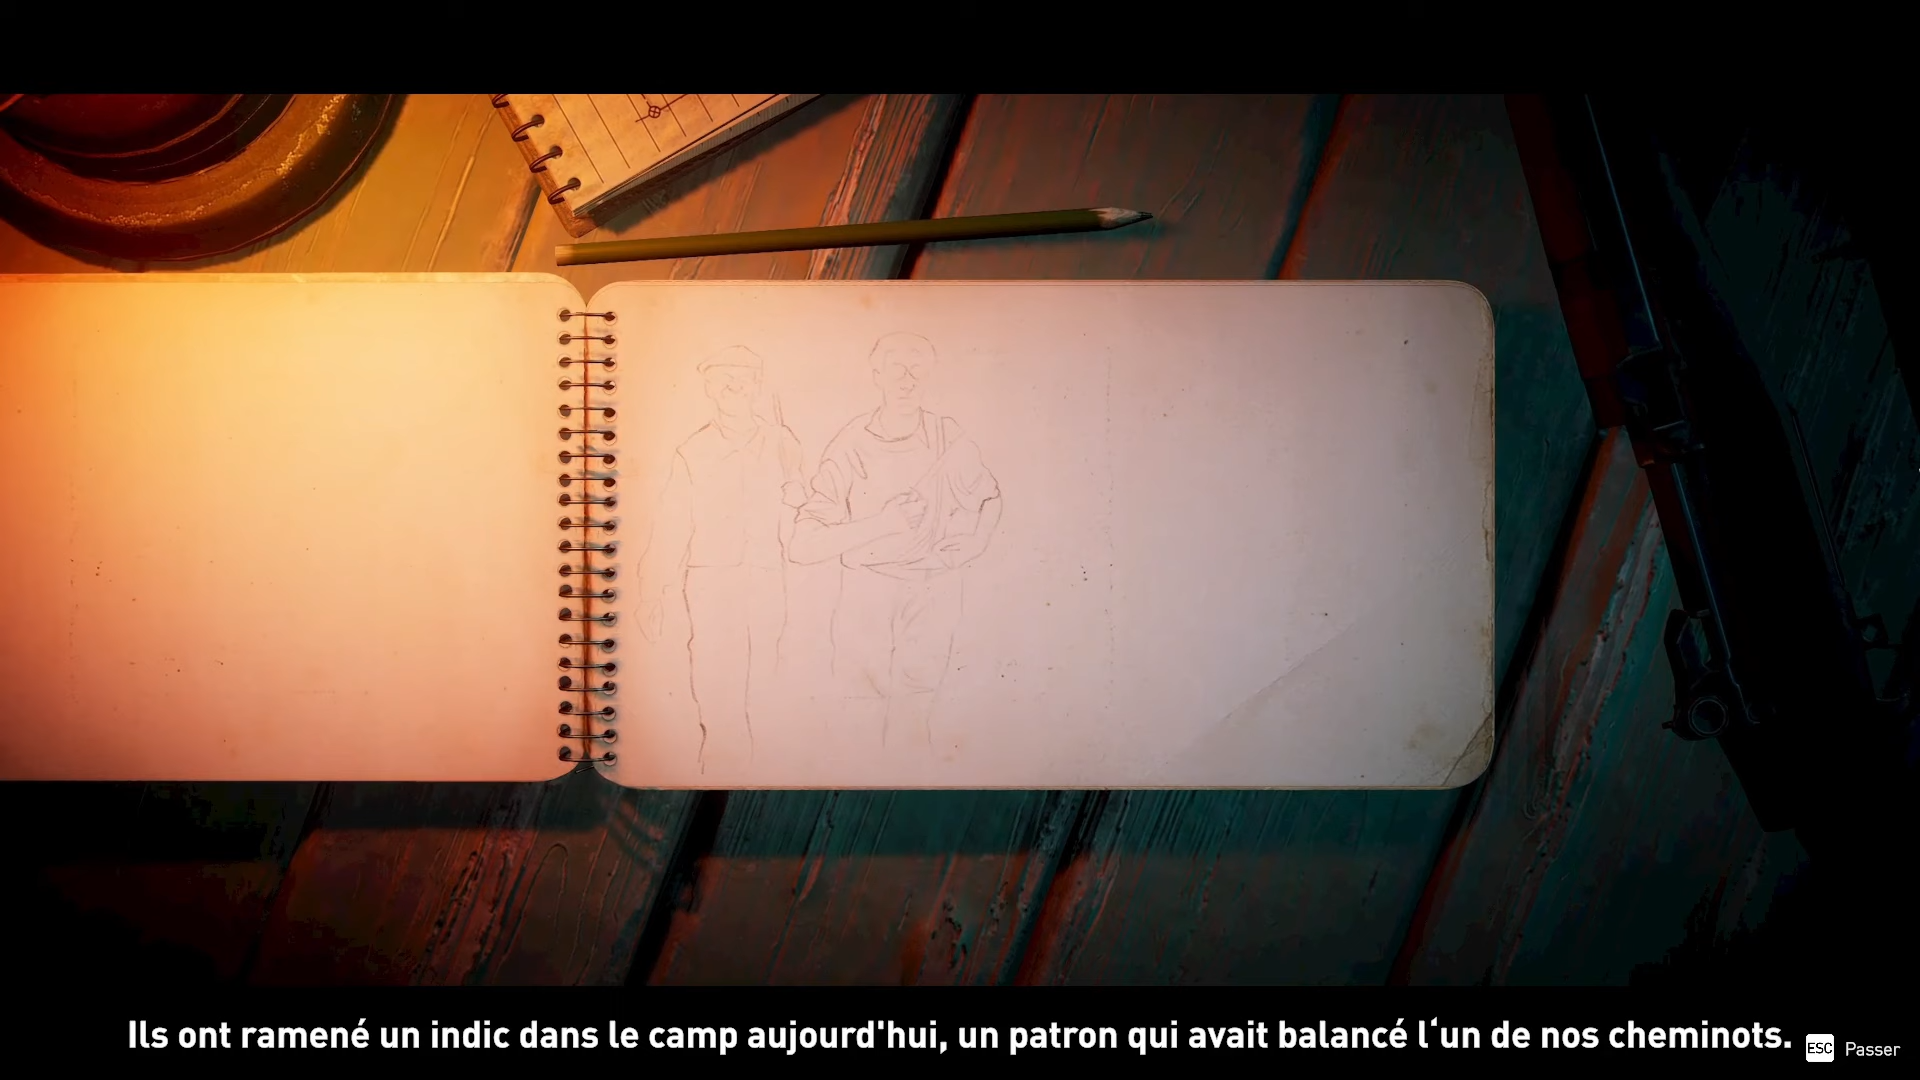 Ils ont ramené un indic dans le camp aujourd'hui, un patron qui avait balancé l‘un de nos cheminots.
ESC Passer